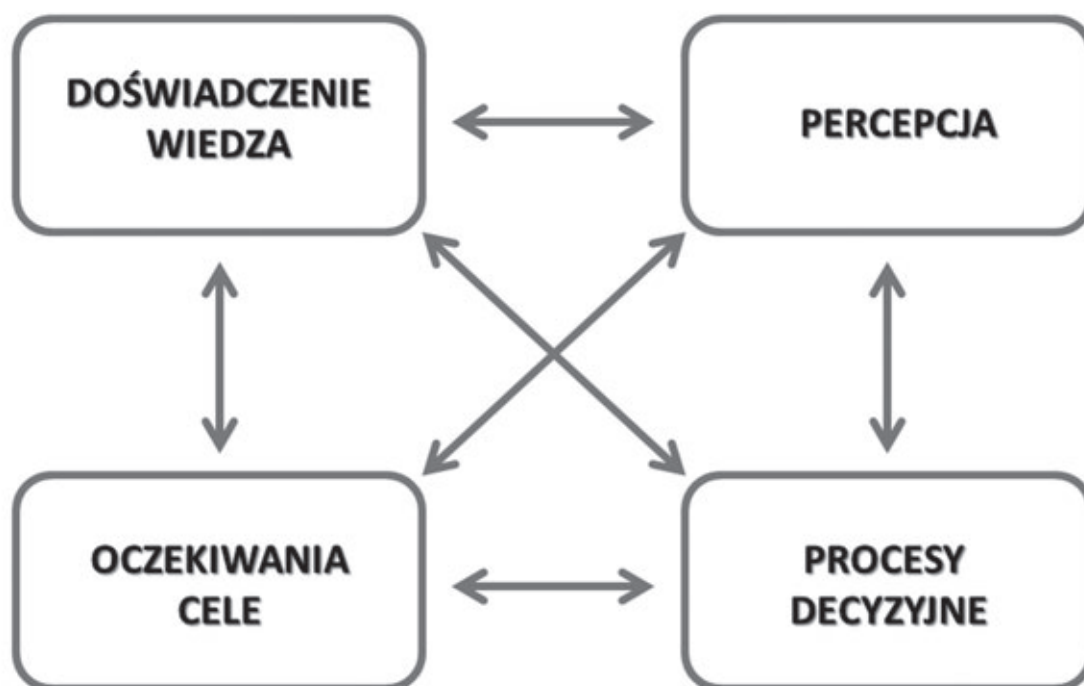 DOŚWIADCZENIE
WIEDZA
PERCEPCJA
OCZEKIWANIA
CELE
PROCESY
DECYZYJNE